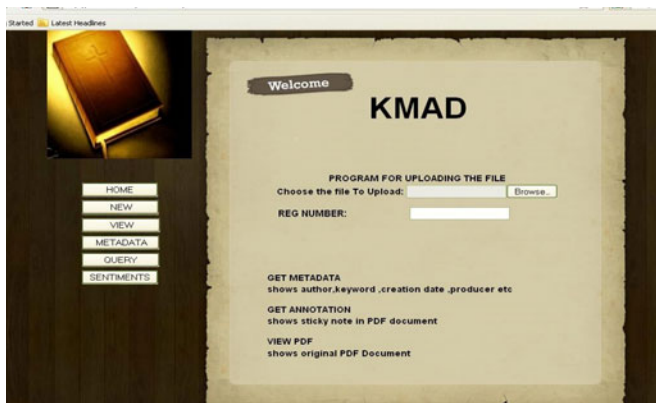 Started Latest Headlines
Welcome
KMAD
PROGRAM FOR UPLOADING THE FILE
Choose the file To Upload: Browse..
REG NUMBER:
HOME
NEW
VIEW
METADATA
QUERY
SENTIMENTS
GET METADATA
shows author,keyword ,creation date ,producer etc
GET ANNOTATION
shows sticky note in PDF document
VIEW PDF
shows original PDF Document